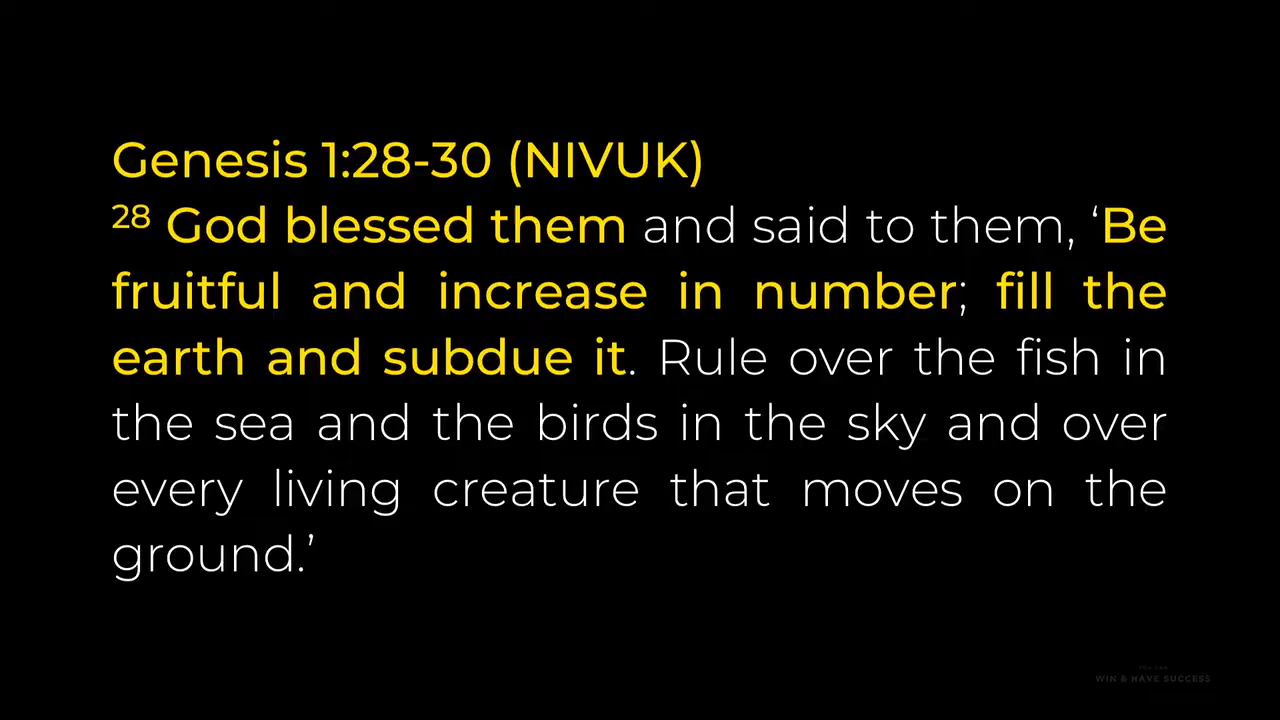 Genesis 1:28-30 (NIVUK)
28 God blessed them and said to them, ‘Be
fruitful and increase in number; fill the
earth and subdue it. Rule over the fish in
the sea and the birds in the sky and over
every living creature that moves on the
ground.’
YOU CAN
WIN & HAVE SUCCESS